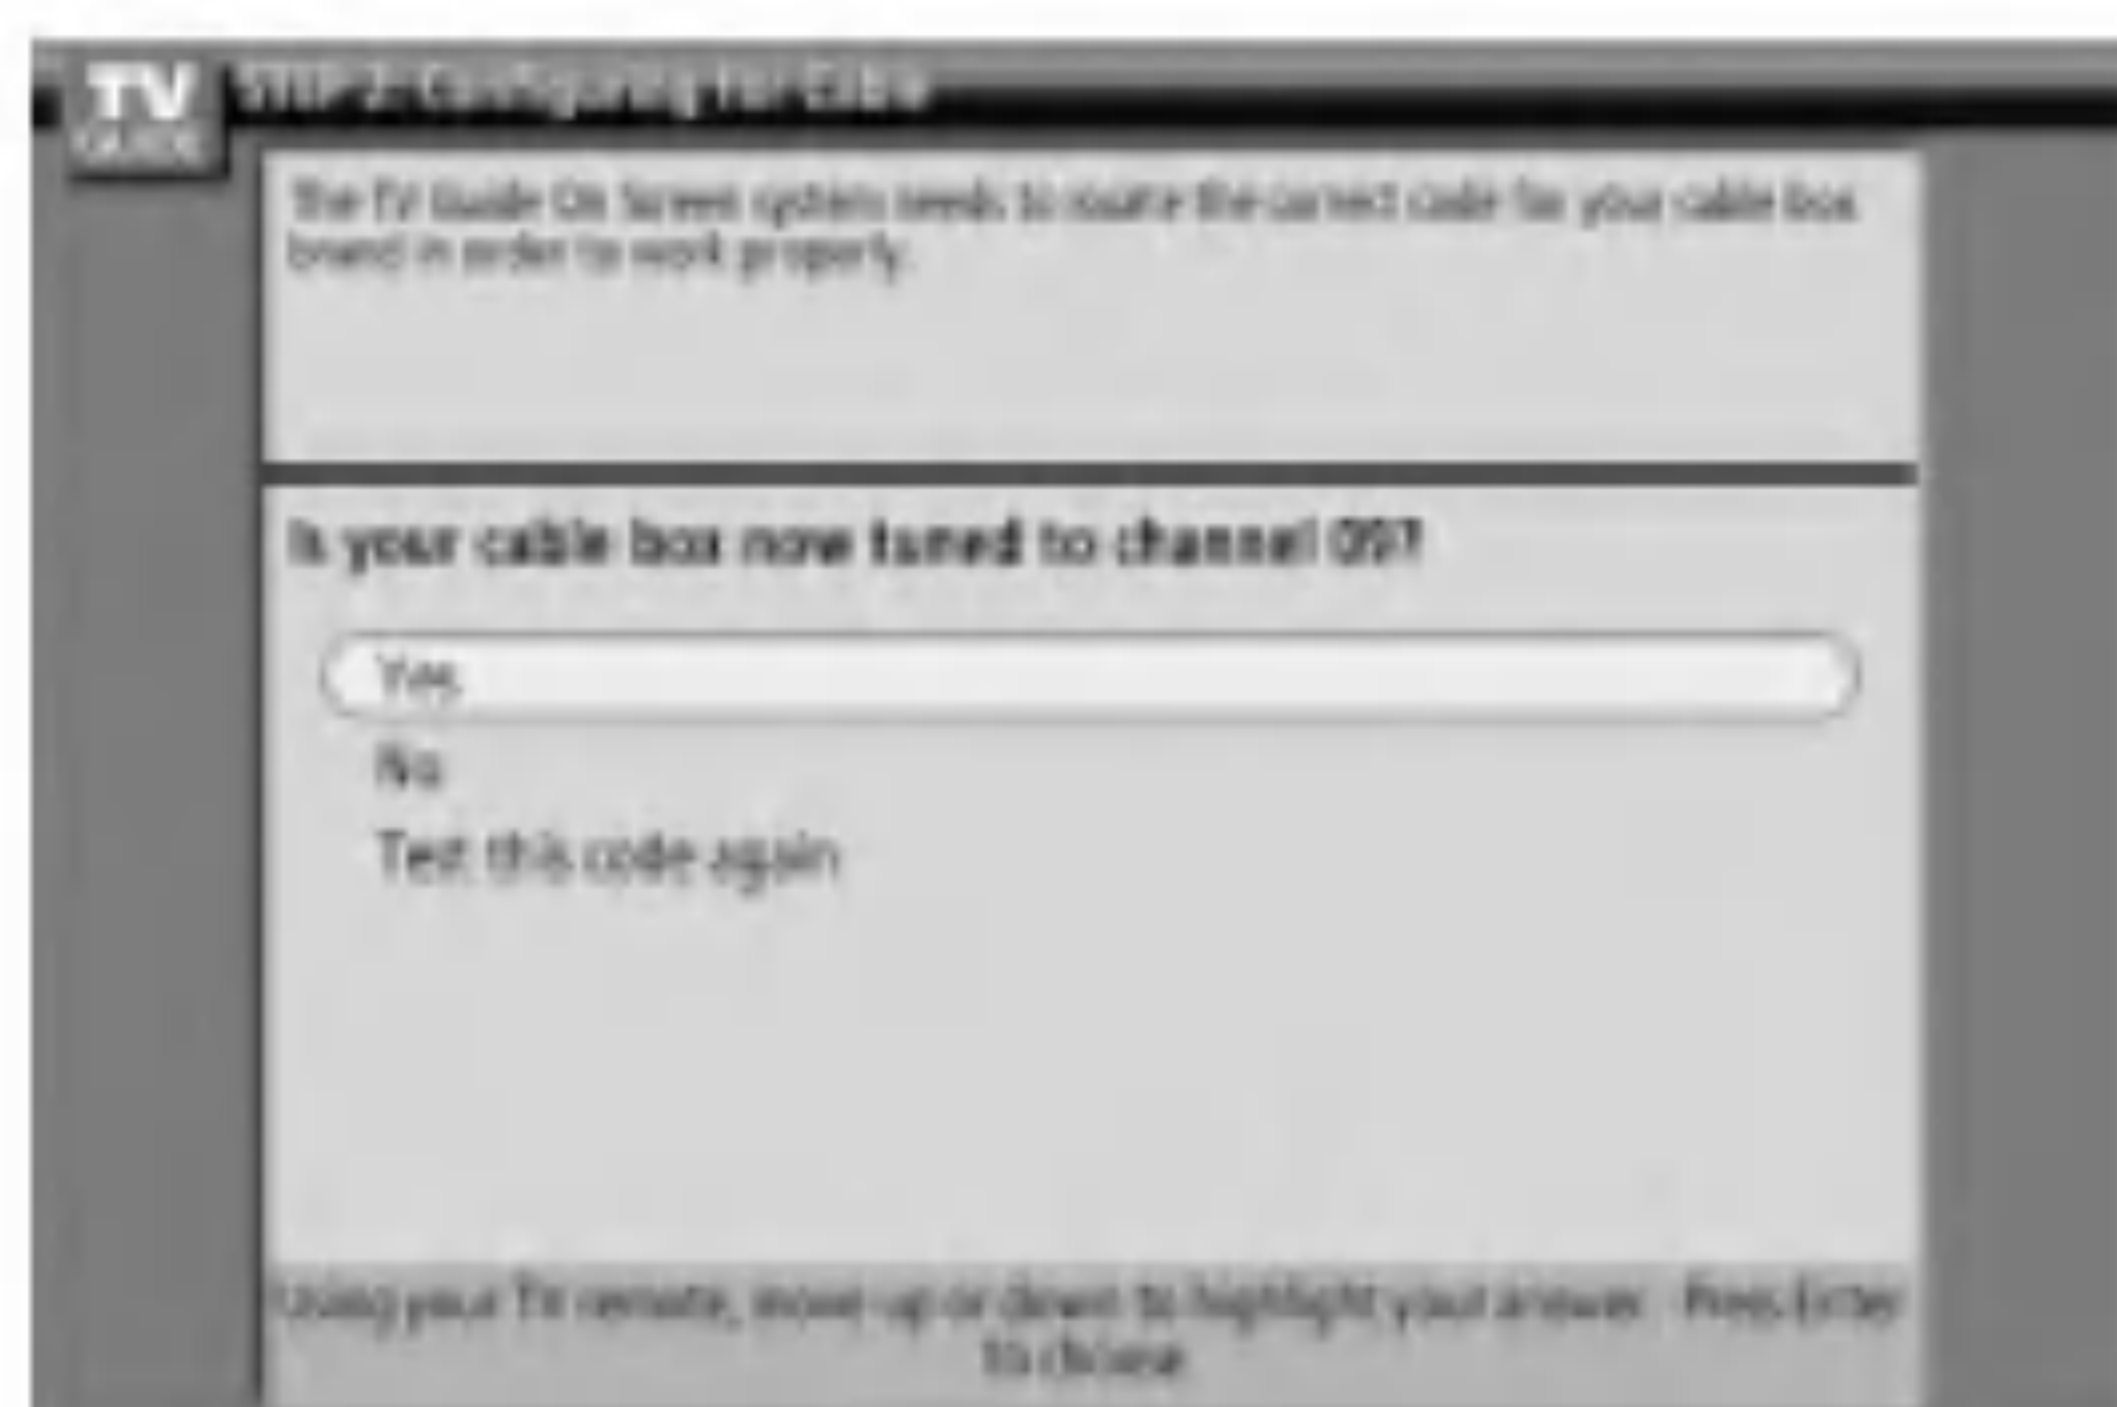 TV
GUIDE
STEP 2: Configuring for Cable
The TV Guide On Screen system needs to locate the correct code for your cable box
brand in order to work properly.
Is your cable box now tuned to channel 09?
Yes
No
Test this code again
Using your TV remote, move up or down to highlight your answer. Press Enter
to choose